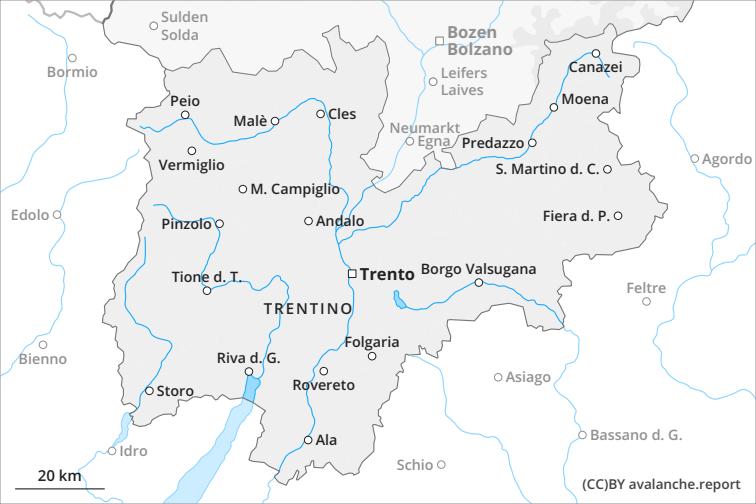 Sulden
Solda
Bozen
Bolzano
Bormio
Canazei
Leifers
Laives
Peio
Moena
Malè
Cles
Neumarkt
Egna
Predazzo
Vermiglio
Agordo
S. Martino d. C.
M. Campiglio
Edolo
Fiera d. P.
Pinzolo
Andalo
Trento
Borgo Valsugana
Tione d. T.
Feltre
TRENTINO
Folgaria
Bienno
Riva d. G.
Rovereto
Asiago
Storo
Ala
Bassano d. G.
Idro
Schio
20 km
(CC)BY avalanche.report